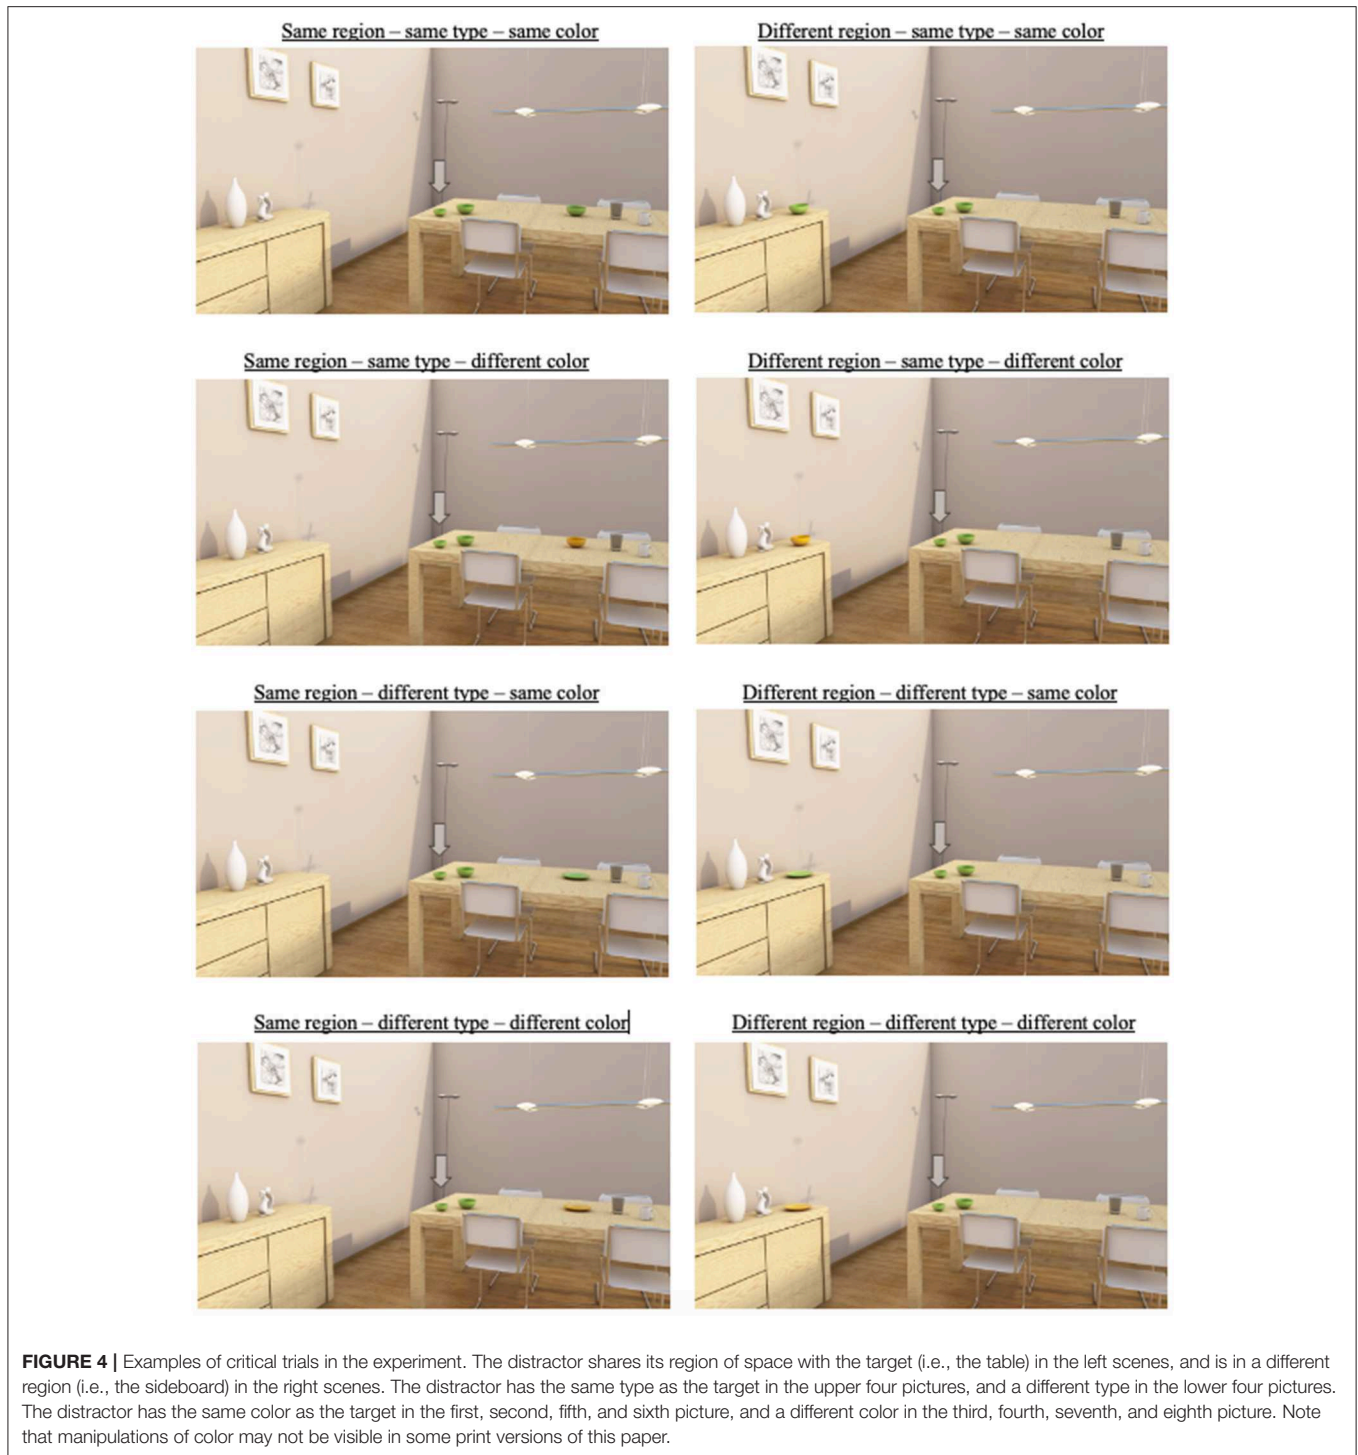 Same region – same type – same color
Different region – same type – same color
Same region – same type – different color
Different region – same type – different color
Same region – different type – same color
Different region – different type – same color
Same region – different type – different color
Different region – different type – different color
FIGURE 4 | Examples of critical trials in the experiment. The distractor shares its region of space with the target (i.e., the table) in the left scenes, and is in a different
region (i.e., the sideboard) in the right scenes. The distractor has the same type as the target in the upper four pictures, and a different type in the lower four pictures.
The distractor has the same color as the target in the first, second, fifth, and sixth picture, and a different color in the third, fourth, seventh, and eighth picture. Note
that manipulations of color may not be visible in some print versions of this paper.